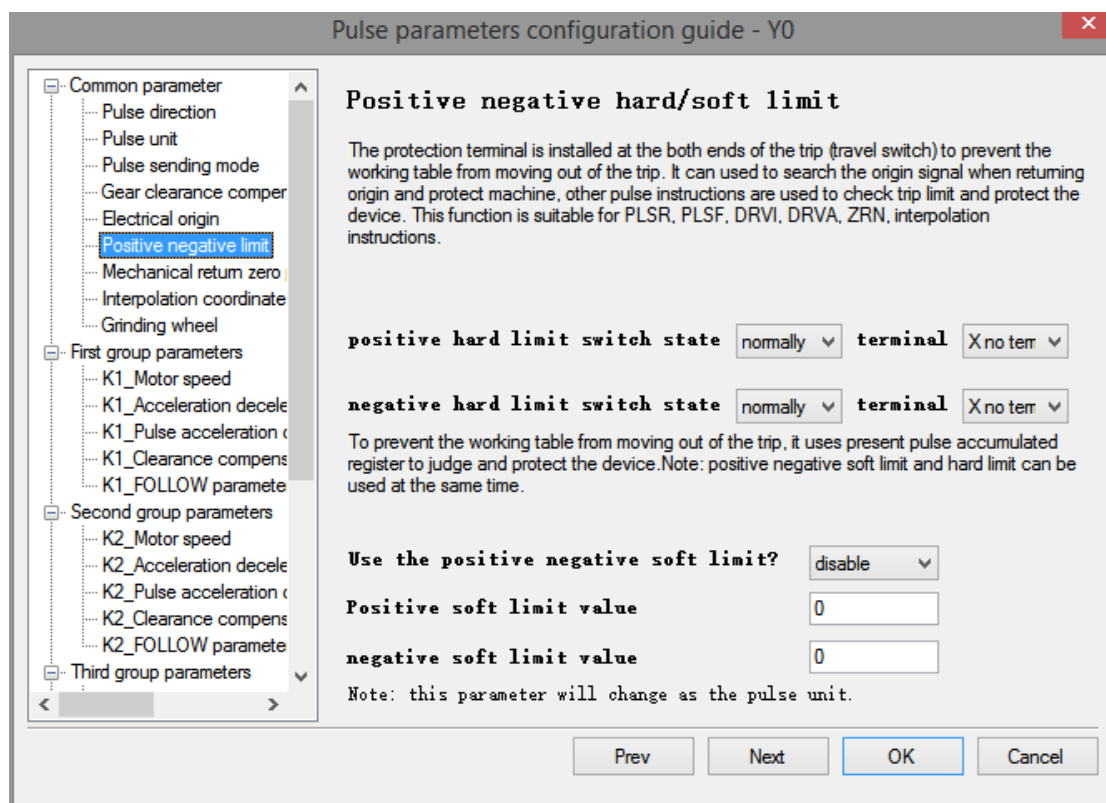 Pulse parameters configuration guide - Y0
Common parameter
Pulse direction
Pulse unit
Pulse sending mode
Gear clearance comper
Electrical origin
Positive negative limit
Mechanical return zero
Interpolation coordinate
Grinding wheel
First group parameters
K1_Motor speed
K1_Acceleration decele
K1_Pulse acceleration
K1_Clearance compens
K1_FOLLOW paramete
Second group parameters
K2_Motor speed
K2_Acceleration decele
K2_Pulse acceleration
K2_Clearance compens
K2_FOLLOW paramete
Third group parameters
Positive negative hard/soft limit
The protection terminal is installed at the both ends of the trip (travel switch) to prevent the
working table from moving out of the trip. It can used to search the origin signal when returning
origin and protect machine, other pulse instructions are used to check trip limit and protect the
device. This function is suitable for PLSR, PLSF, DRVI, DRVA, ZRN, interpolation
instructions.
positive hard limit switch state normally terminal X no tern
negative hard limit switch state normally terminal X no tern
To prevent the working table from moving out of the trip, it uses present pulse accumulated
register to judge and protect the device.Note: positive negative soft limit and hard limit can be
used at the same time.
Use the positive negative soft limit? disable
Positive soft limit value 0
negative soft limit value 0
Note: this parameter will change as the pulse unit.
Prev Next OK Cancel